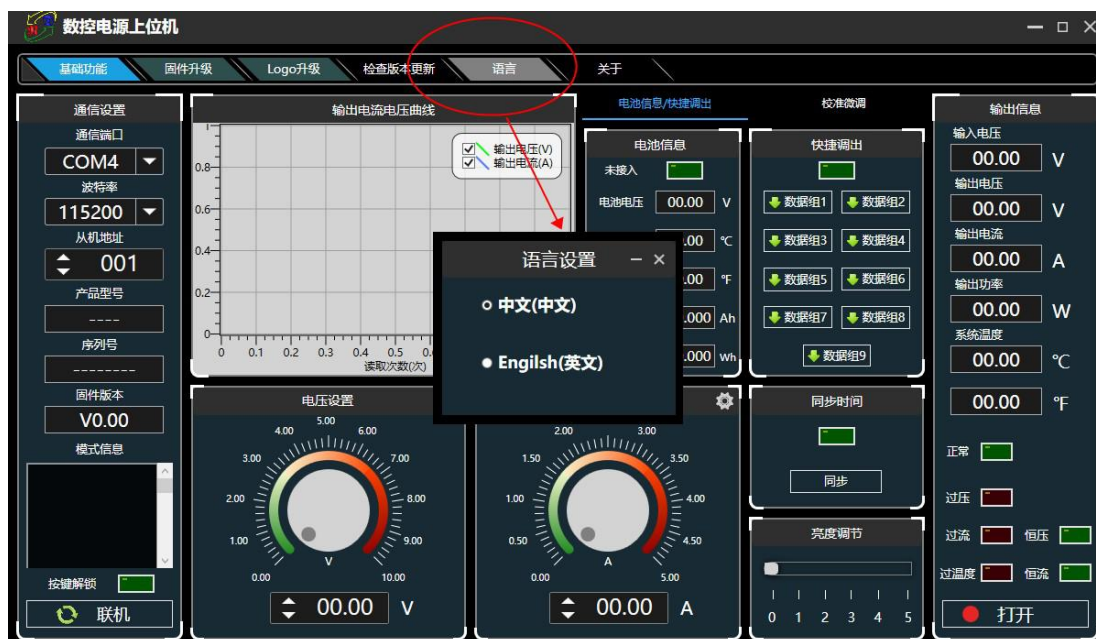 数控电源上位机
基础功能 固件升级 Logo升级 检查版本更新 语言 关于
通信设置
通信端口
COM4
波特率
115200
从机地址
001
产品型号
----
序列号
--------
固件版本
V0.00
模式信息
按键解锁
联机
输出电流电压曲线
输出电压(V)
输出电流(A)
1
0.8
0.6
0.4
0.2
0
0 0.1 0.2 0.3 0.4 0.5
读取次数(次)
语言设置
中文(中文)
Engilsh(英文)
电压设置
0.00 1.00 2.00 3.00 4.00 5.00 6.00 7.00 8.00 9.00 10.00
V
00.00 V
0.00 0.50 1.00 1.50 2.00 3.00 3.50 4.00 4.50 5.00
A
00.00 A
电池信息/快捷调出 校准微调
电池信息
未接入
电池电压 00.00 V
.00 ℃
.00 ℉
.000 Ah
.000 Wh
快捷调出
数据组1 数据组2
数据组3 数据组4
数据组5 数据组6
数据组7 数据组8
数据组9
同步时间
同步
亮度调节
0 1 2 3 4 5
输出信息
输入电压
00.00 V
输出电压
00.00 V
输出电流
00.00 A
输出功率
00.00 W
系统温度
00.00 ℃
00.00 ℉
正常
过压
过流 恒压
过温度 恒流
打开